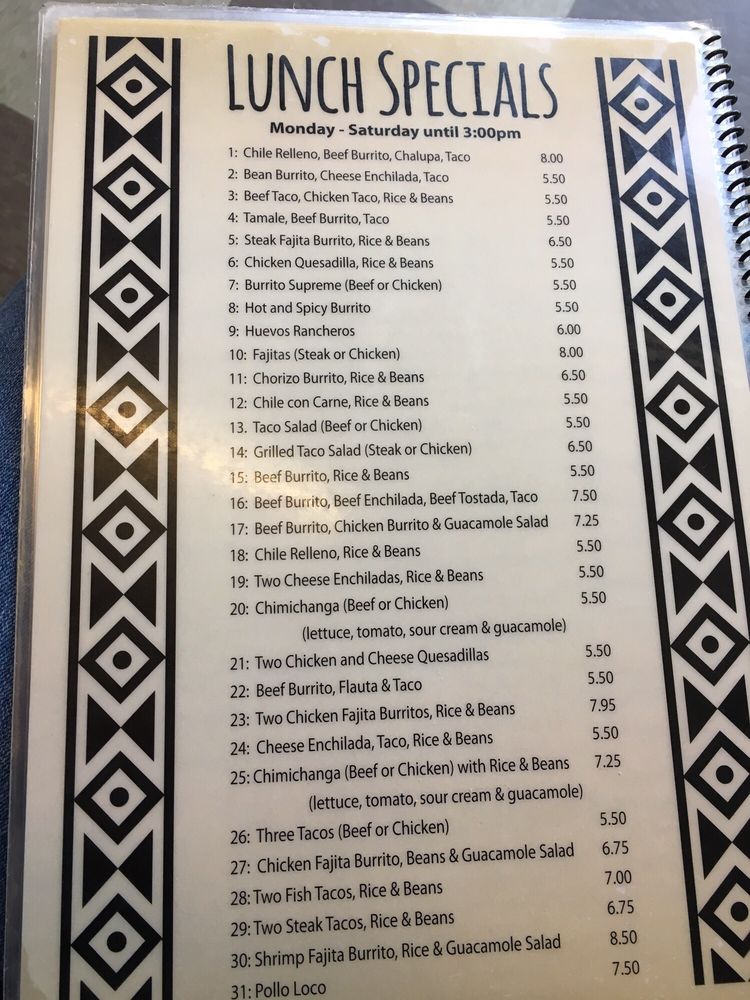 LUNCH SPECIALS
Monday - Saturday until 3:00pm
1: Chile Relleno, Beef Burrito, Chalupa, Taco 8.00
2: Bean Burrito, Cheese Enchilada, Taco 5.50
3: Beef Taco, Chicken Taco, Rice & Beans 5.50
4: Tamale, Beef Burrito, Taco 5.50
5: Steak Fajita Burrito, Rice & Beans 6.50
6: Chicken Quesadilla, Rice & Beans 5.50
7: Burrito Supreme (Beef or Chicken) 5.50
8: Hot and Spicy Burrito 5.50
9: Huevos Rancheros 6.00
10: Fajitas (Steak or Chicken) 8.00
11: Chorizo Burrito, Rice & Beans 6.50
12: Chile con Carne, Rice & Beans 5.50
13. Taco Salad (Beef or Chicken) 5.50
14: Grilled Taco Salad (Steak or Chicken) 6.50
15: Beef Burrito, Rice & Beans 5.50
16: Beef Burrito, Beef Enchilada, Beef Tostada, Taco 7.50
17: Beef Burrito, Chicken Burrito & Guacamole Salad 7.25
18: Chile Relleno, Rice & Beans 5.50
19: Two Cheese Enchiladas, Rice & Beans 5.50
20: Chimichanga (Beef or Chicken) 5.50
(lettuce, tomato, sour cream & guacamole)
21: Two Chicken and Cheese Quesadillas 5.50
22: Beef Burrito, Flauta & Taco 5.50
23: Two Chicken Fajita Burritos, Rice & Beans 7.95
24: Cheese Enchilada, Taco, Rice & Beans 5.50
25: Chimichanga (Beef or Chicken) with Rice & Beans 7.25
(lettuce, tomato, sour cream & guacamole)
26: Three Tacos (Beef or Chicken) 5.50
27: Chicken Fajita Burrito, Beans & Guacamole Salad 6.75
28: Two Fish Tacos, Rice & Beans 7.00
29: Two Steak Tacos, Rice & Beans 6.75
30: Shrimp Fajita Burrito, Rice & Guacamole Salad 8.50
31: Pollo Loco 7.50